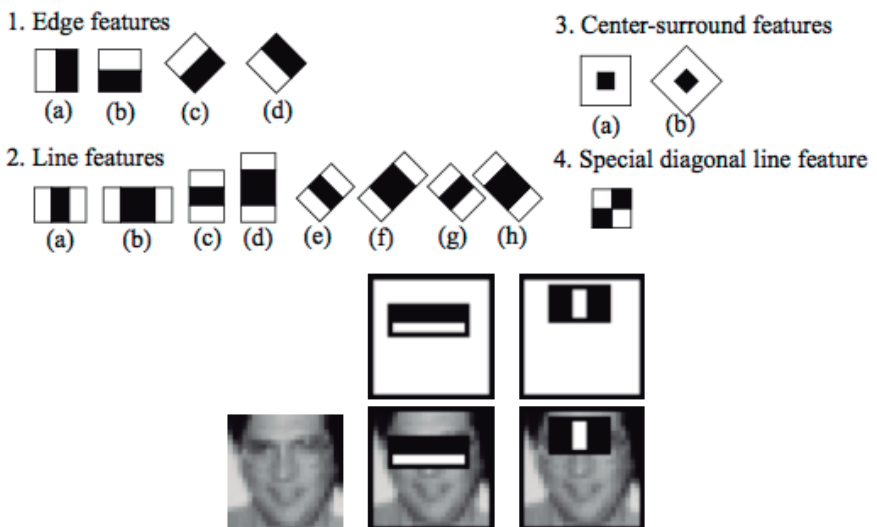 1. Edge features
(a) (b) (c) (d)
2. Line features
(a) (b) (c) (d) (e) (f) (g) (h)
3. Center-surround features
(a) (b)
4. Special diagonal line feature